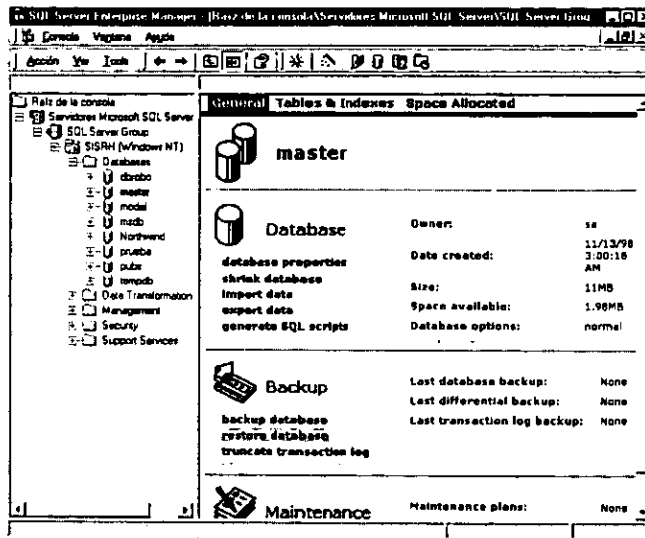 SQL Server Enterprise Manager - [Raíz de la consola\Servidores Microsoft SQL Server\SQL Server Grou
Consola Ventana Ayuda
Acción Ver Tools
Raíz de la consola
Servidores Microsoft SQL Server
SQL Server Group
SISRH (Windows NT)
Databases
dbrobo
master
model
msdb
Northwind
prueba
pubs
tempdb
Data Transformation
Management
Security
Support Services
General Tables & Indexes Space Allocated
master
Database
database properties
shrink database
import data
export data
generate SQL scripts
Owner: sa
Date created: 11/13/98 3:00:16 AM
Size: 11MB
Space available: 1.98MB
Database options: normal
Backup
backup database
restore database
truncate transaction log
Last database backup: None
Last differential backup: None
Last transaction log backup: None
Maintenance
Maintenance plans: None